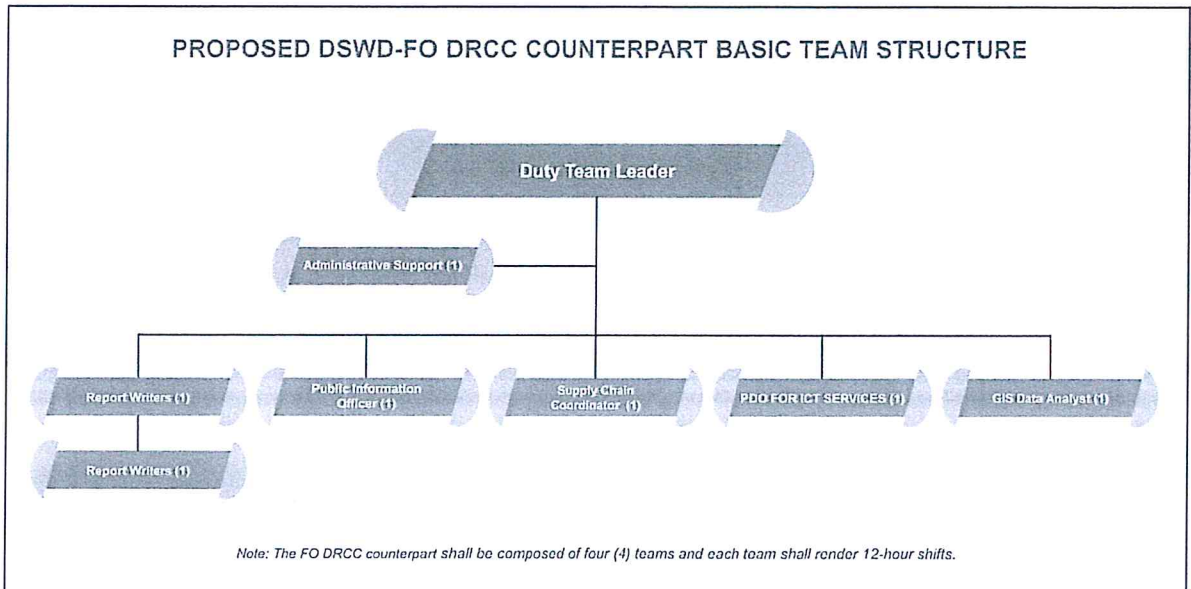 PROPOSED DSWD-FO DRCC COUNTERPART BASIC TEAM STRUCTURE
Duty Team Leader
Administrative Support (1)
Report Writers (1)
Public Information
Officer (1)
Supply Chain
Coordinator (1)
PDO FOR ICT SERVICES (1)
GIS Data Analyst (1)
Report Writers (1)
Note: The FO DRCC counterpart shall be composed of four (4) teams and each team shall render 12-hour shifts.